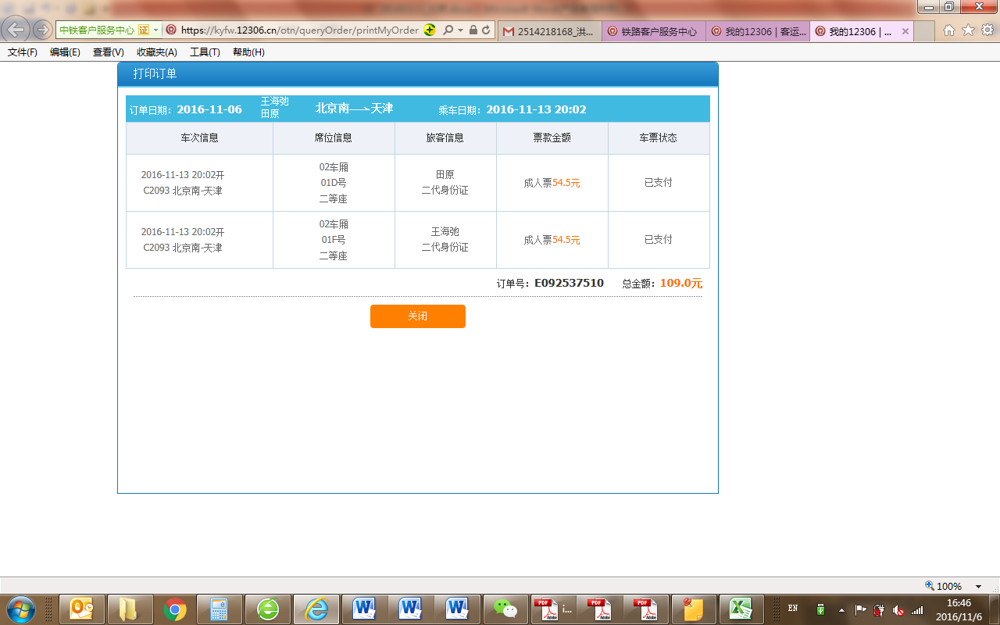 中铁客户服务中心 证
https://kyfw.12306.cn/otn/queryOrder/printMyOrder
2514218168_洪...
铁路客户服务中心
我的12306 | 客运...
我的12306 | ...
文件(F) 编辑(E) 查看(V) 收藏夹(A) 工具(T) 帮助(H)
打印订单
订单日期：2016-11-06 王海弛 田原 北京南--->天津 乘车日期：2016-11-13 20:02
车次信息 席位信息 旅客信息 票款金额 车票状态
2016-11-13 20:02开
C2093 北京南-天津
02车厢
01D号
二等座
田原
二代身份证
成人票54.5元
已支付
2016-11-13 20:02开
C2093 北京南-天津
02车厢
01F号
二等座
王海弛
二代身份证
成人票54.5元
已支付
订单号：E092537510 总金额：109.0元
关闭
100%
i...
EN
16:46
2016/11/6